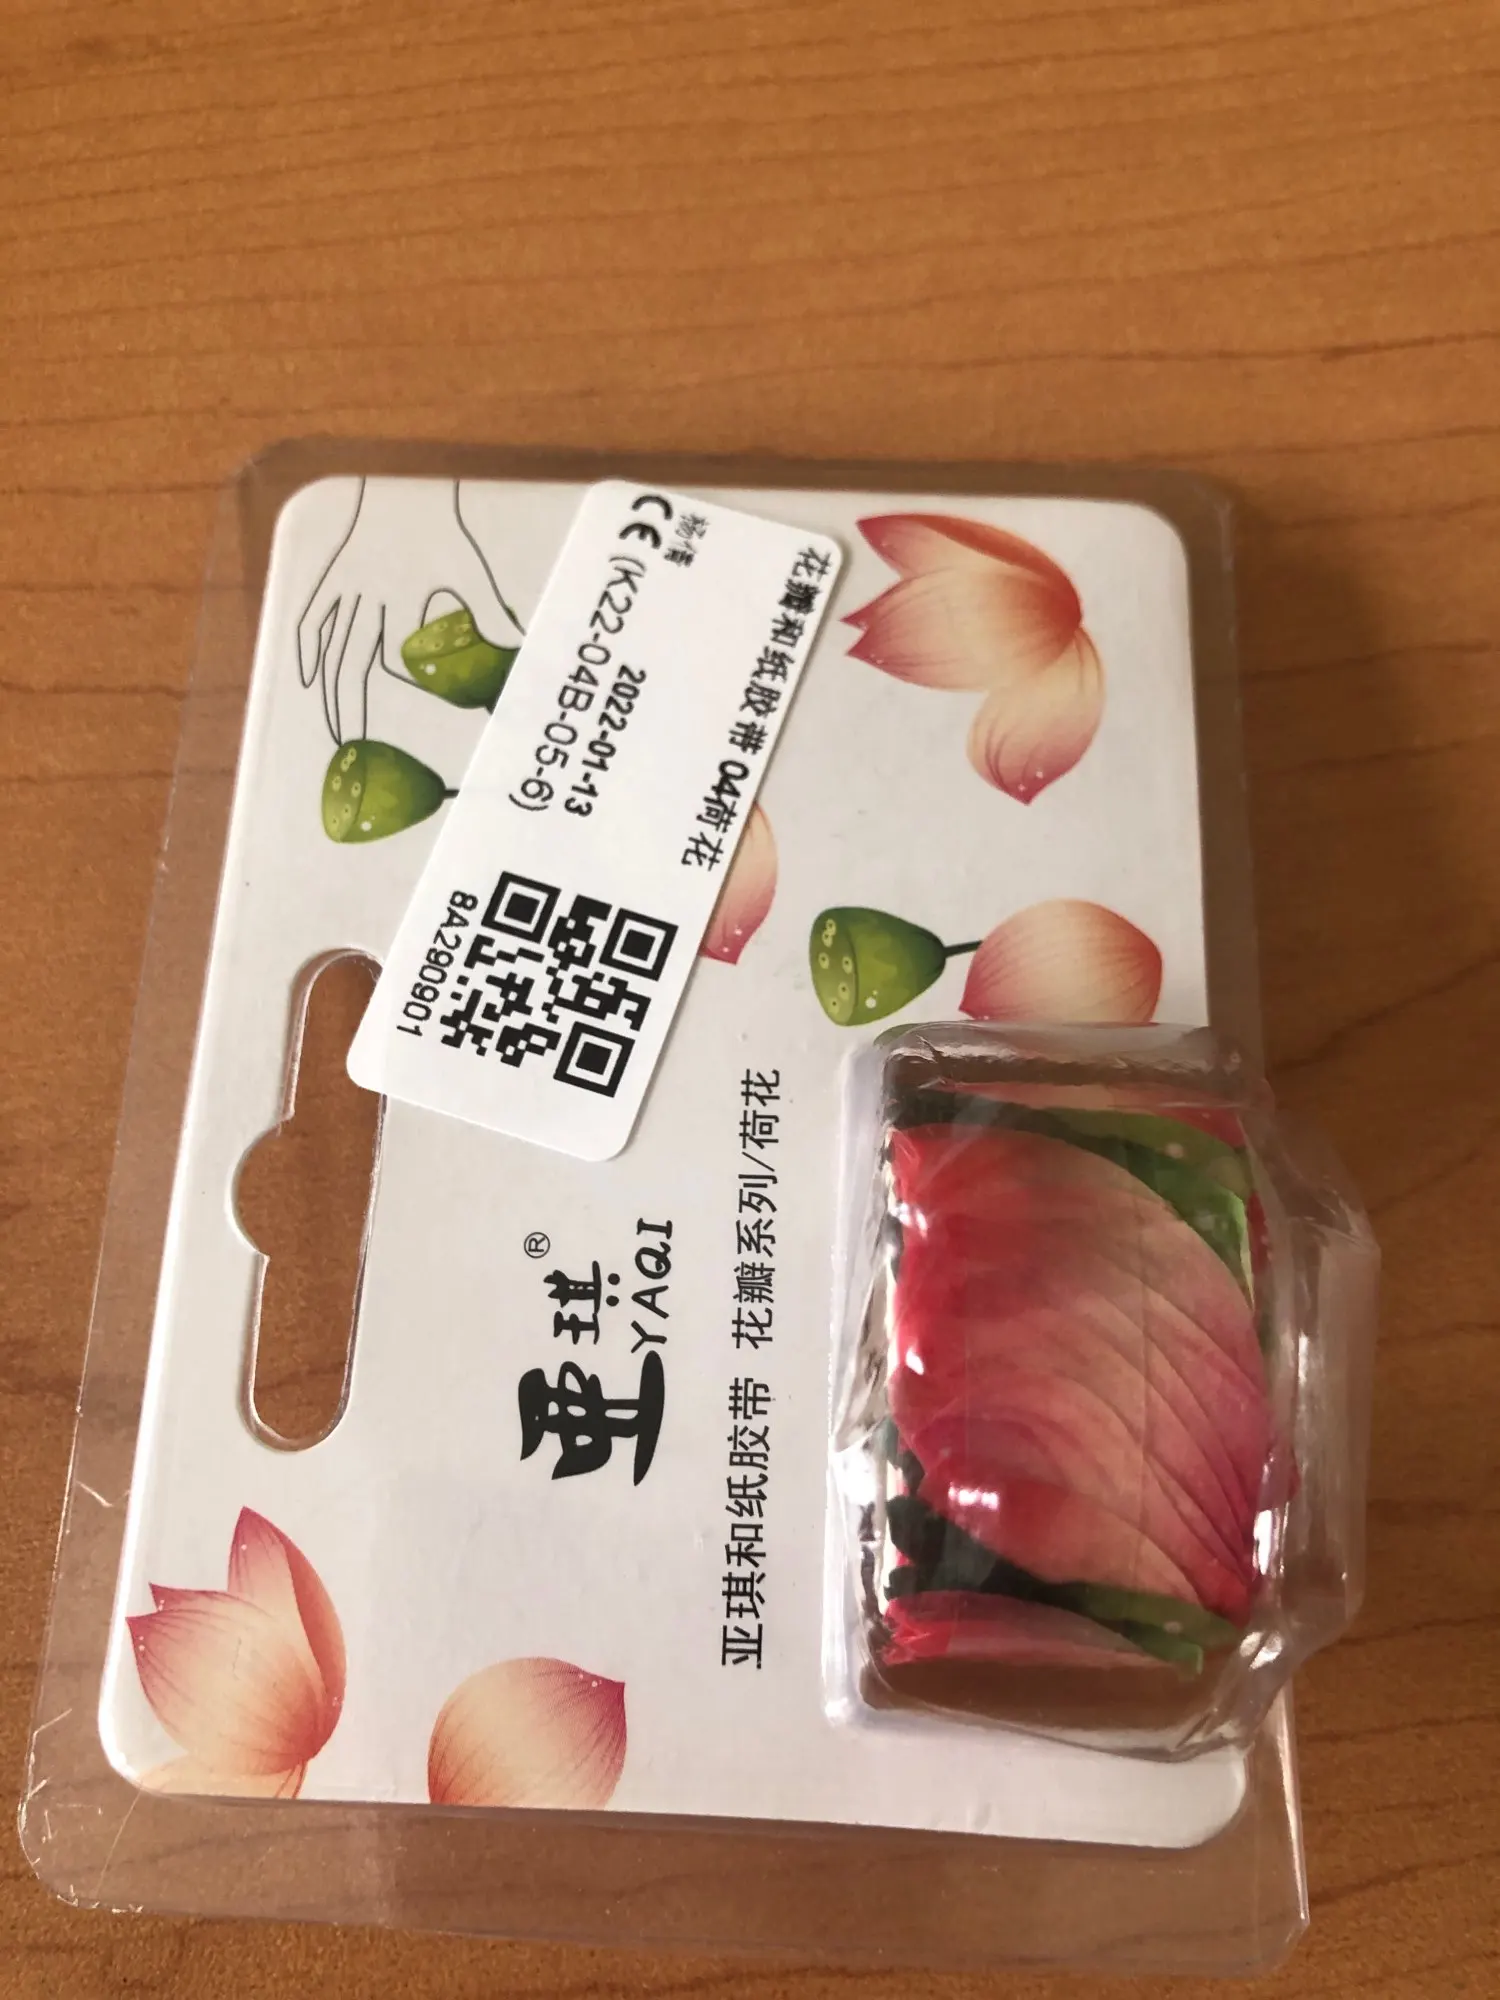 花瓣和纸胶带 04荷花
2022-01-13
CE (K22-04B-05-6)
8A290901
亞琪®
YAQI
亚琪和纸胶带 花瓣系列/荷花